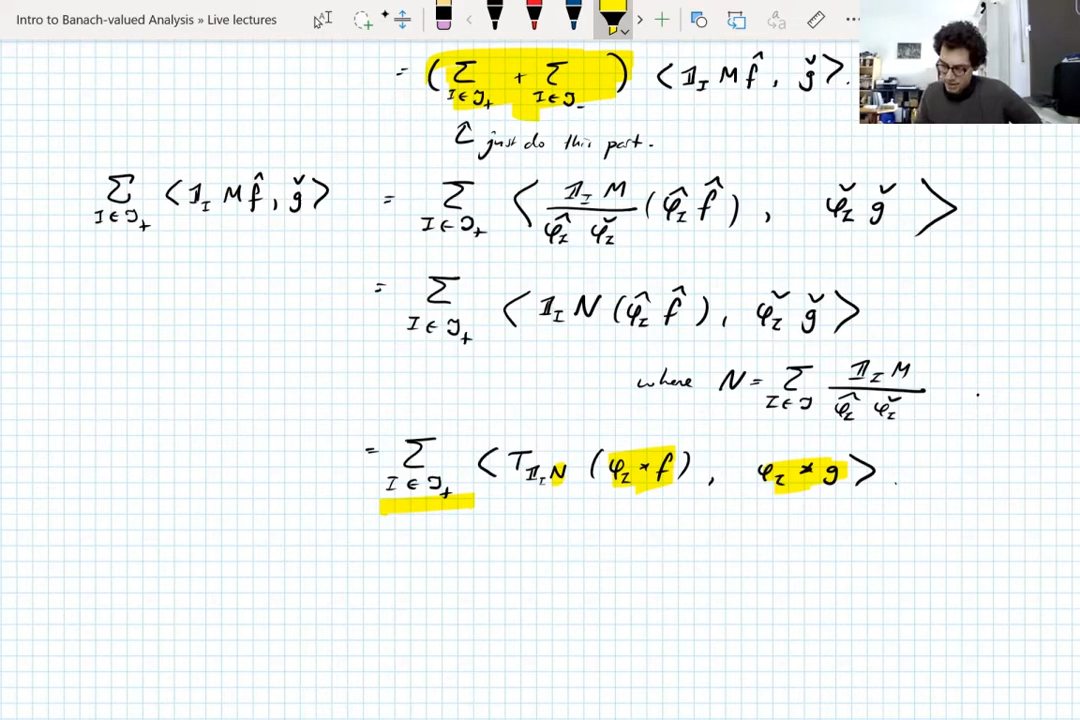 Intro to Banach-valued Analysis » Live lectures
= ( Σ_{I∈𝓘₊} + Σ_{I∈𝓘₋} ) ⟨𝟙_I M f̂, ǧ⟩.
↑ just do this part.
Σ_{I∈𝓘₊} ⟨𝟙_I M f̂, ǧ⟩ = Σ_{I∈𝓘₊} ⟨ 𝟙_I M / (φ̂_I φ̌_I) (φ̂_I f̂), φ̌_I ǧ ⟩
= Σ_{I∈𝓘₊} ⟨𝟙_I N (φ̂_I f̂), φ̌_I ǧ⟩
where N = Σ_{I∈𝓘} 𝟙_I M / (φ̂_I φ̌_I) .
= Σ_{I∈𝓘₊} ⟨T_{𝟙_I N} (φ_I * f), φ_I * g⟩.